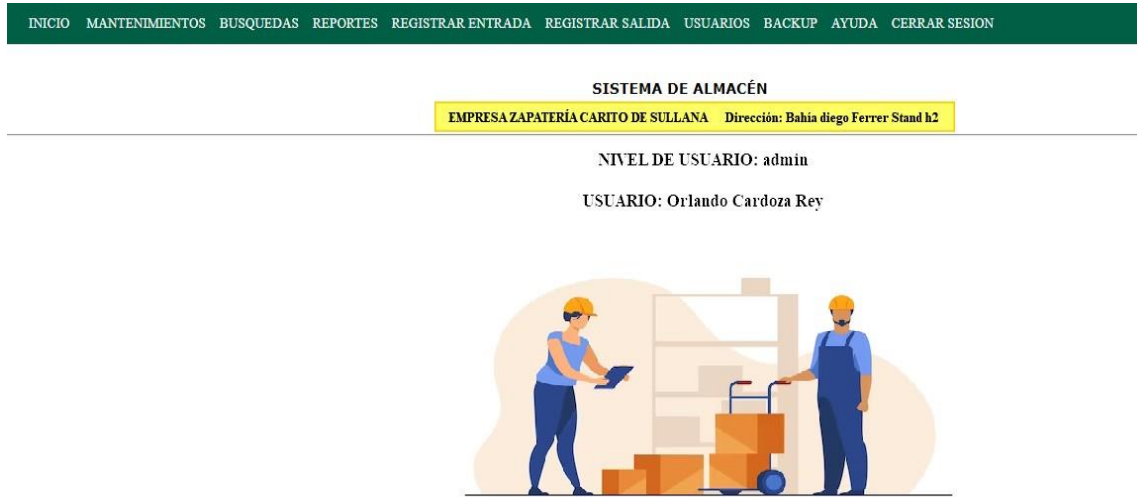 INICIO MANTENIMIENTOS BUSQUEDAS REPORTES REGISTRAR ENTRADA REGISTRAR SALIDA USUARIOS BACKUP AYUDA CERRAR SESION
SISTEMA DE ALMACÉN
EMPRESA ZAPATERÍA CARITO DE SULLANA Dirección: Bahía diego Ferrer Stand h2
NIVEL DE USUARIO: admin
USUARIO: Orlando Cardoza Rey